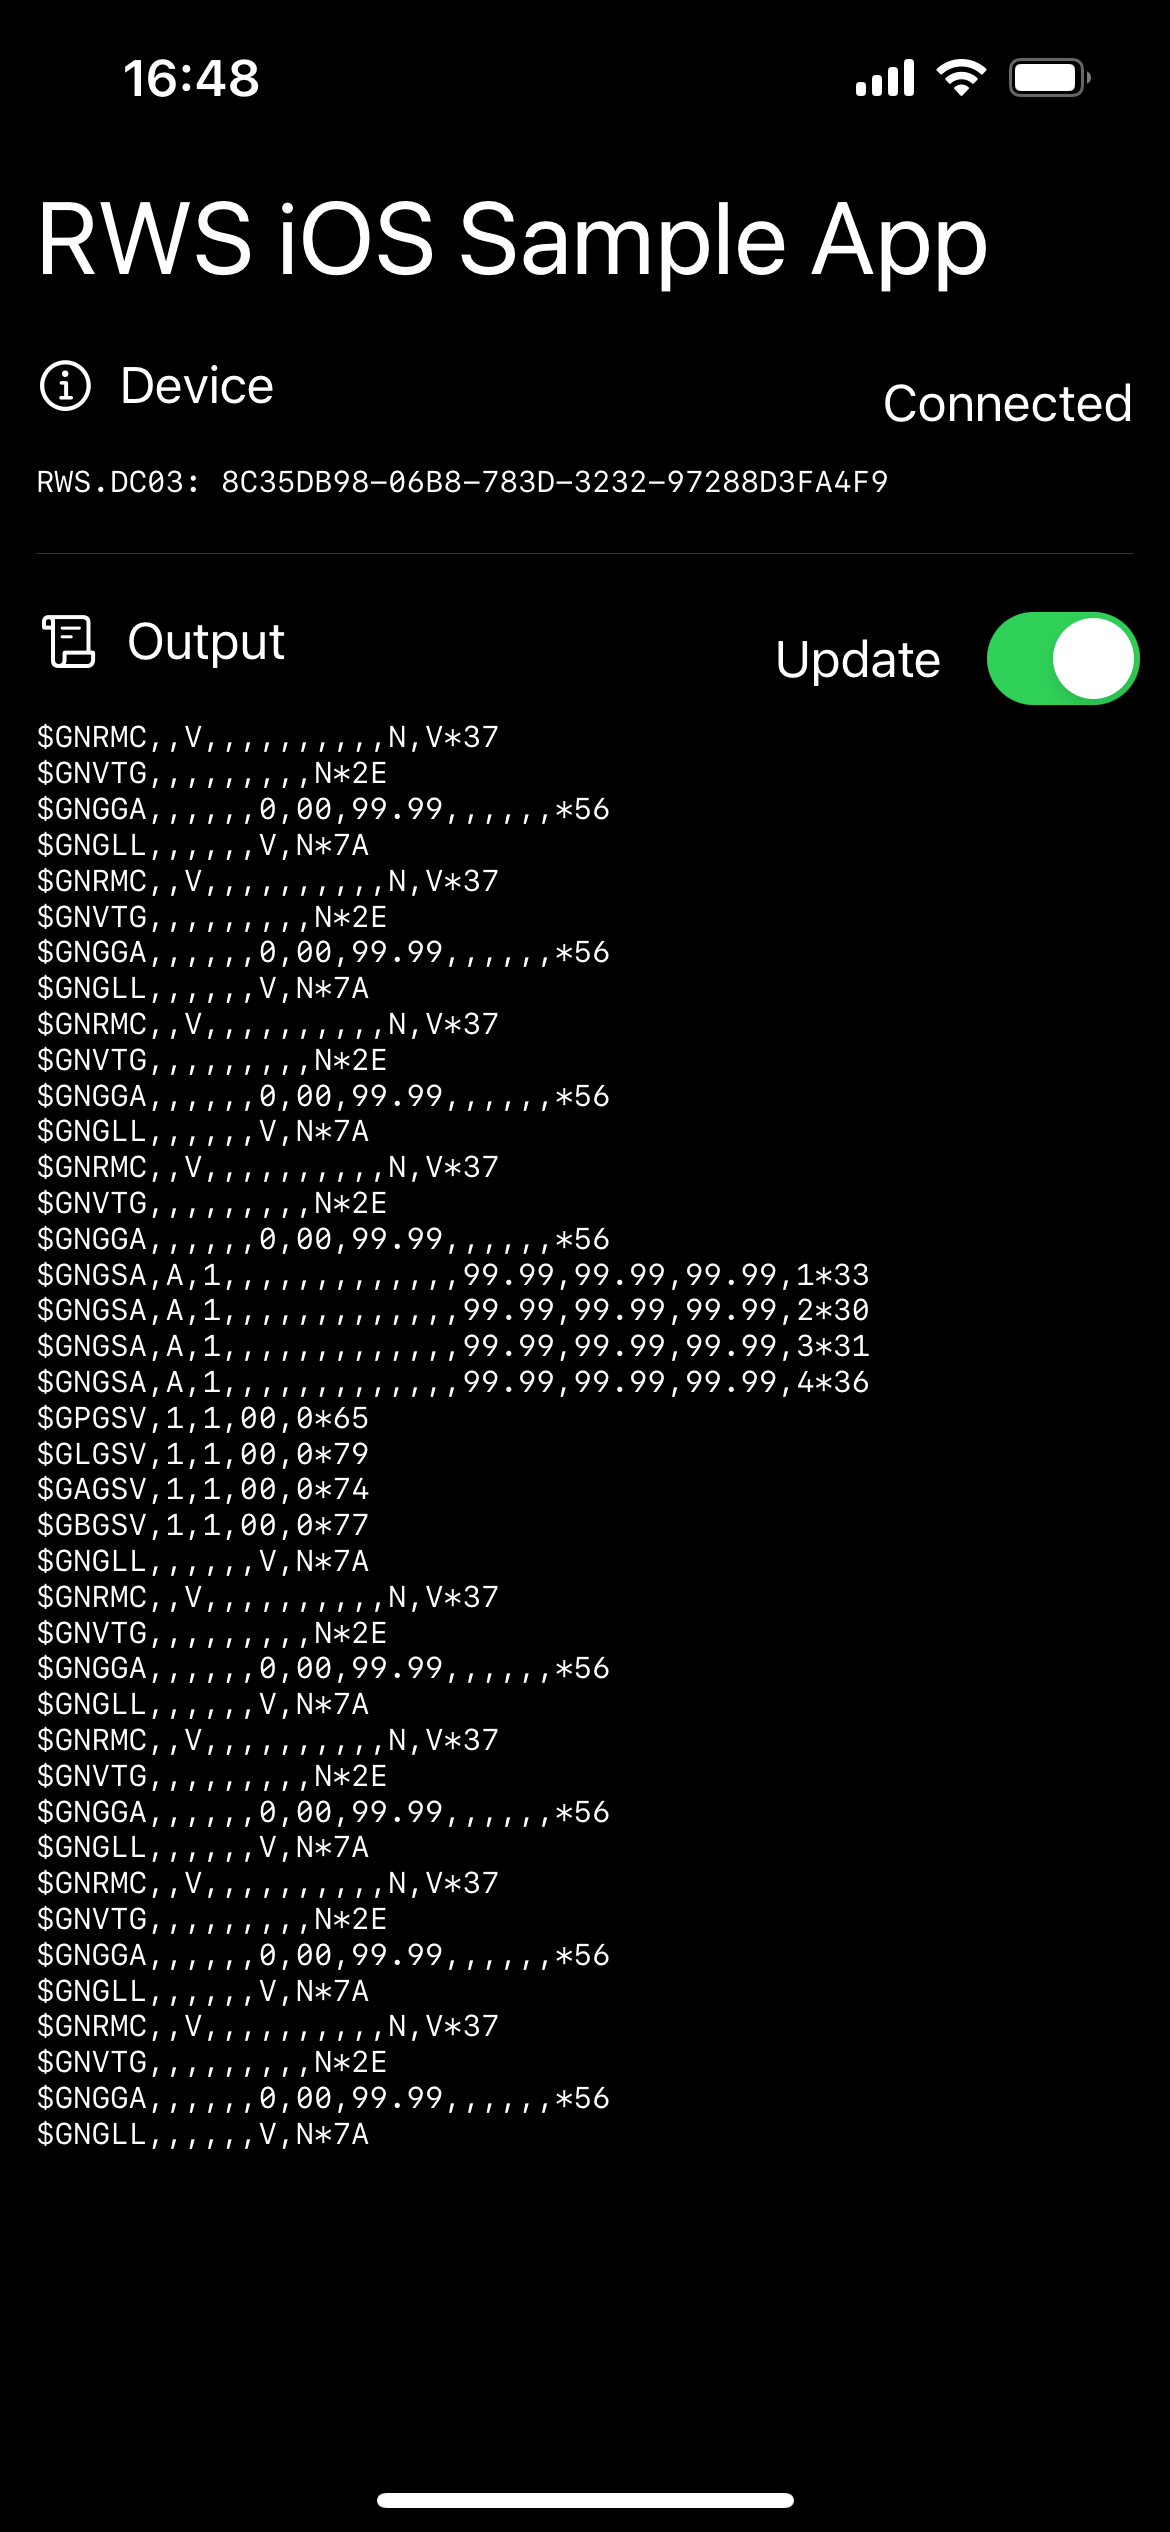 16:48
RWS iOS Sample App
Device
Connected
RWS.DC03: 8C35DB98-06B8-783D-3232-97288D3FA4F9
Output
Update
$GNRMC,,V,,,,,,,,,,N,V*37
$GNVTG,,,,,,,,,N*2E
$GNGGA,,,,,,0,00,99.99,,,,,,*56
$GNGLL,,,,,,V,N*7A
$GNRMC,,V,,,,,,,,,,N,V*37
$GNVTG,,,,,,,,,N*2E
$GNGGA,,,,,,0,00,99.99,,,,,,*56
$GNGLL,,,,,,V,N*7A
$GNRMC,,V,,,,,,,,,,N,V*37
$GNVTG,,,,,,,,,N*2E
$GNGGA,,,,,,0,00,99.99,,,,,,*56
$GNGLL,,,,,,V,N*7A
$GNRMC,,V,,,,,,,,,,N,V*37
$GNVTG,,,,,,,,,N*2E
$GNGGA,,,,,,0,00,99.99,,,,,,*56
$GNGSA,A,1,,,,,,,,,,,,,99.99,99.99,99.99,1*33
$GNGSA,A,1,,,,,,,,,,,,,99.99,99.99,99.99,2*30
$GNGSA,A,1,,,,,,,,,,,,,99.99,99.99,99.99,3*31
$GNGSA,A,1,,,,,,,,,,,,,99.99,99.99,99.99,4*36
$GPGSV,1,1,00,0*65
$GLGSV,1,1,00,0*79
$GAGSV,1,1,00,0*74
$GBGSV,1,1,00,0*77
$GNGLL,,,,,,V,N*7A
$GNRMC,,V,,,,,,,,,,N,V*37
$GNVTG,,,,,,,,,N*2E
$GNGGA,,,,,,0,00,99.99,,,,,,*56
$GNGLL,,,,,,V,N*7A
$GNRMC,,V,,,,,,,,,,N,V*37
$GNVTG,,,,,,,,,N*2E
$GNGGA,,,,,,0,00,99.99,,,,,,*56
$GNGLL,,,,,,V,N*7A
$GNRMC,,V,,,,,,,,,,N,V*37
$GNVTG,,,,,,,,,N*2E
$GNGGA,,,,,,0,00,99.99,,,,,,*56
$GNGLL,,,,,,V,N*7A
$GNRMC,,V,,,,,,,,,,N,V*37
$GNVTG,,,,,,,,,N*2E
$GNGGA,,,,,,0,00,99.99,,,,,,*56
$GNGLL,,,,,,V,N*7A